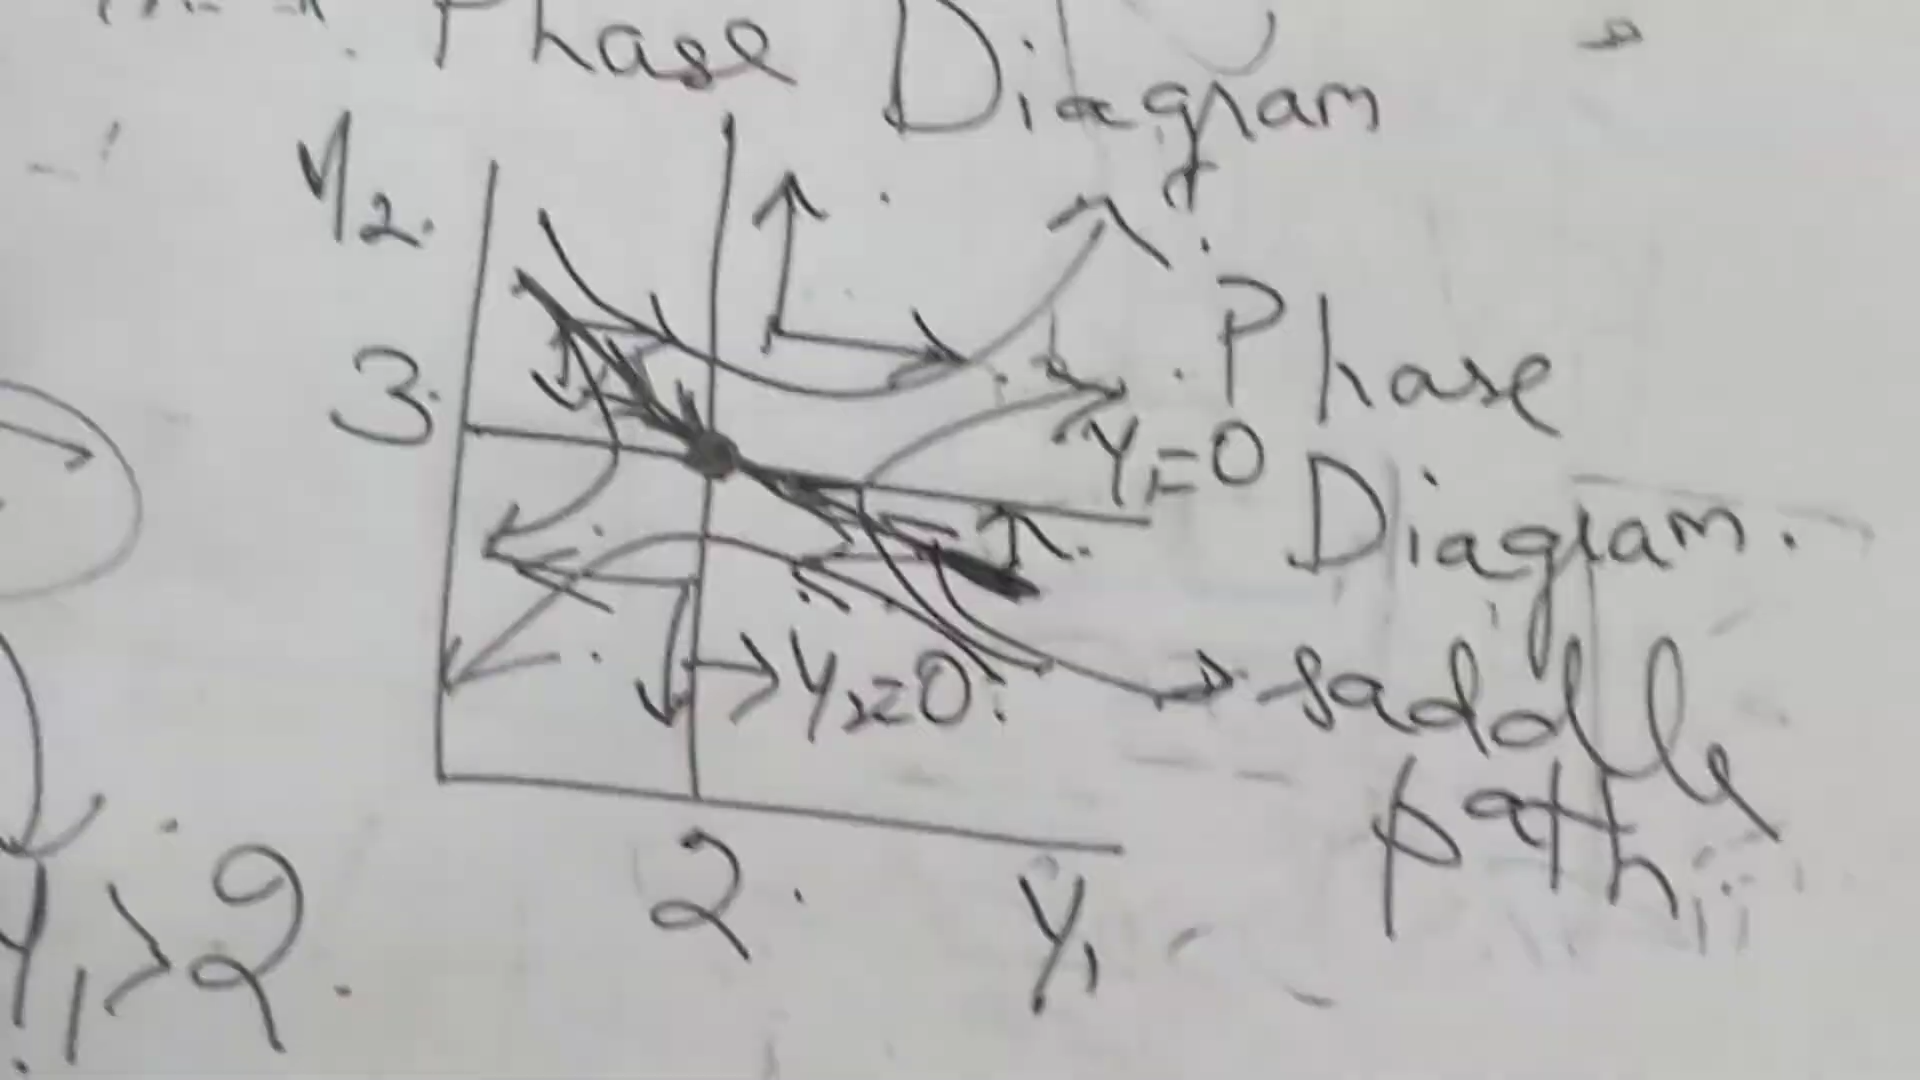 Phase Diagram
y2.
3.
Phase
y1=0
Diagram.
y2=0.
saddle
path
2.
y1
y1>2.